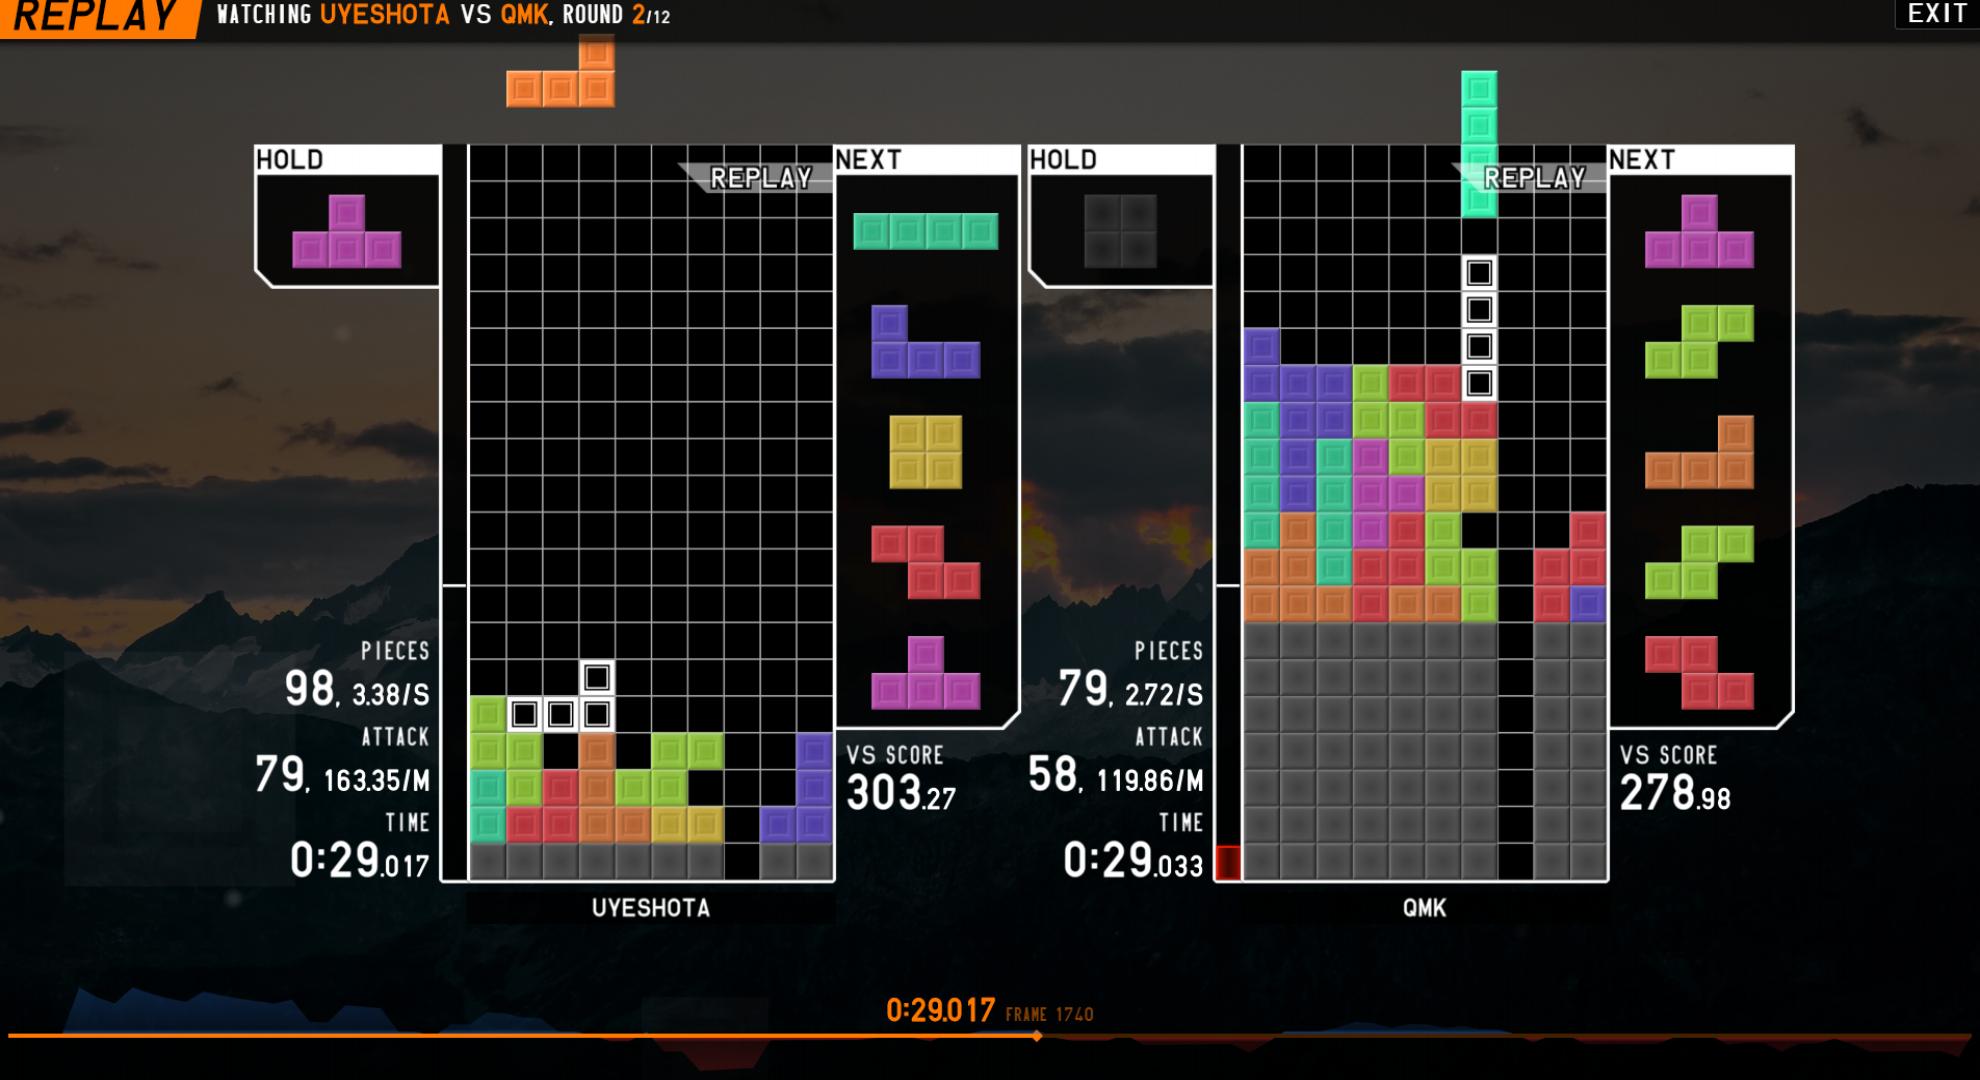 REPLAY WATCHING UYESHOTA VS QMK, ROUND 2/12 EXIT
HOLD
REPLAY
NEXT
PIECES
98, 3.38/S
ATTACK
79, 163.35/M
TIME
0:29.017
VS SCORE
303.27
UYESHOTA
HOLD
REPLAY
NEXT
PIECES
79, 2.72/S
ATTACK
58, 119.86/M
TIME
0:29.033
VS SCORE
278.98
QMK
0:29.017 FRAME 1740